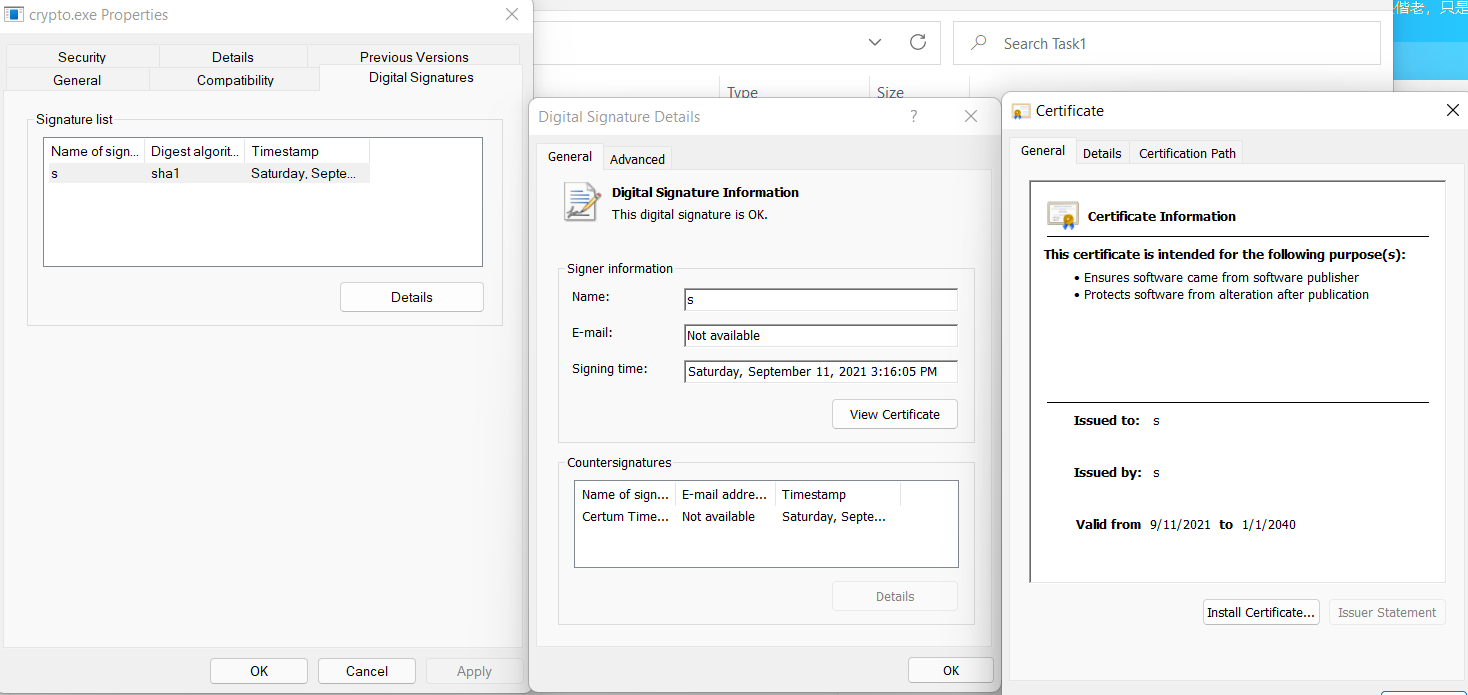 crypto.exe Properties
Security
Details
Previous Versions
General
Compatibility
Digital Signatures
Signature list
Name of sign...
Digest algorit...
Timestamp
s
sha1
Saturday, Septe...
Details
OK
Cancel
Apply
Search Task1
Type
Size
偕老，只是
Digital Signature Details
?
General
Advanced
Digital Signature Information
This digital signature is OK.
Signer information
Name:
s
E-mail:
Not available
Signing time:
Saturday, September 11, 2021 3:16:05 PM
View Certificate
Countersignatures
Name of sign...
E-mail addre...
Timestamp
Certum Time...
Not available
Saturday, Septe...
Details
OK
Certificate
General
Details
Certification Path
Certificate Information
This certificate is intended for the following purpose(s):
• Ensures software came from software publisher
• Protects software from alteration after publication
Issued to: s
Issued by: s
Valid from 9/11/2021 to 1/1/2040
Install Certificate...
Issuer Statement